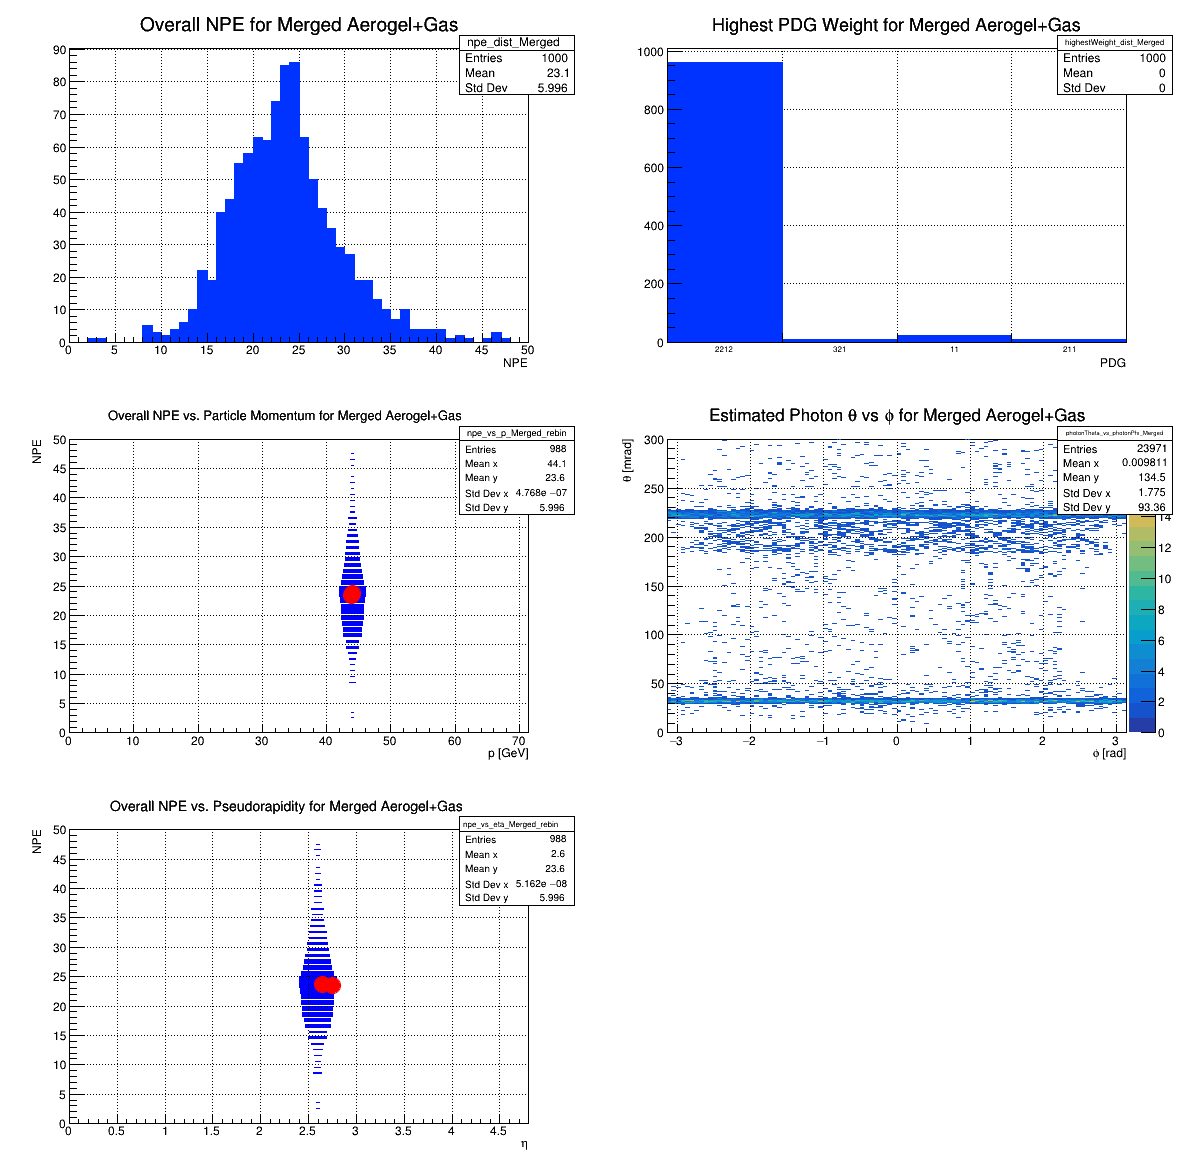 Overall NPE for Merged Aerogel+Gas
npe_dist_Merged
Entries 1000
Mean 23.1
Std Dev 5.996
90
80
70
60
50
40
30
20
10
0
0 5 10 15 20 25 30 35 40 45 50
NPE
Highest PDG Weight for Merged Aerogel+Gas
highestWeight_dist_Merged
Entries 1000
Mean 0
Std Dev 0
1000
800
600
400
200
0
2212 321 11 211
PDG
Overall NPE vs. Particle Momentum for Merged Aerogel+Gas
npe_vs_p_Merged_rebin
Entries 988
Mean x 44.1
Mean y 23.6
Std Dev x 4.768e −07
Std Dev y 5.996
NPE
50
45
40
35
30
25
20
15
10
5
0
0 10 20 30 40 50 60 70
p [GeV]
Estimated Photon θ vs ϕ for Merged Aerogel+Gas
photonTheta_vs_photonPhi_Merged
Entries 23971
Mean x 0.009811
Mean y 134.5
Std Dev x 1.775
Std Dev y 93.36
θ [mrad]
300
250
200
150
100
50
0
−3 −2 −1 0 1 2 3
ϕ [rad]
14
12
10
8
6
4
2
0
Overall NPE vs. Pseudorapidity for Merged Aerogel+Gas
npe_vs_eta_Merged_rebin
Entries 988
Mean x 2.6
Mean y 23.6
Std Dev x 5.162e −08
Std Dev y 5.996
NPE
50
45
40
35
30
25
20
15
10
5
0
0 0.5 1 1.5 2 2.5 3 3.5 4 4.5
η